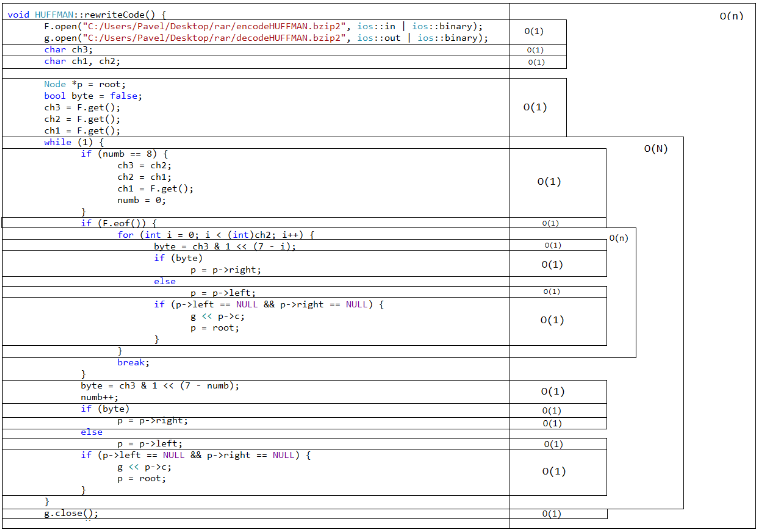 void HUFFMAN::rewriteCode() { O(n)
F.open("C:/Users/Pavel/Desktop/rar/encodeHUFFMAN.bzip2", ios::in | ios::binary); O(1)
g.open("C:/Users/Pavel/Desktop/rar/decodeHUFFMAN.bzip2", ios::out | ios::binary);
char ch3; O(1)
char ch1, ch2; O(1)
Node *p = root;
bool byte = false;
ch3 = F.get(); O(1)
ch2 = F.get();
ch1 = F.get();
while (1) { O(N)
if (numb == 8) {
ch3 = ch2;
ch2 = ch1; O(1)
ch1 = F.get();
numb = 0;
}
if (F.eof()) { O(1)
for (int i = 0; i < (int)ch2; i++) { O(n)
byte = ch3 & 1 << (7 - i); O(1)
if (byte) O(1)
p = p->right;
else
p = p->left; O(1)
if (p->left == NULL && p->right == NULL) {
g << p->c; O(1)
p = root;
}
}
break;
}
byte = ch3 & 1 << (7 - numb); O(1)
numb++;
if (byte) O(1)
p = p->right; O(1)
else
p = p->left; O(1)
if (p->left == NULL && p->right == NULL) {
g << p->c; O(1)
p = root;
}
}
g.close(); O(1)